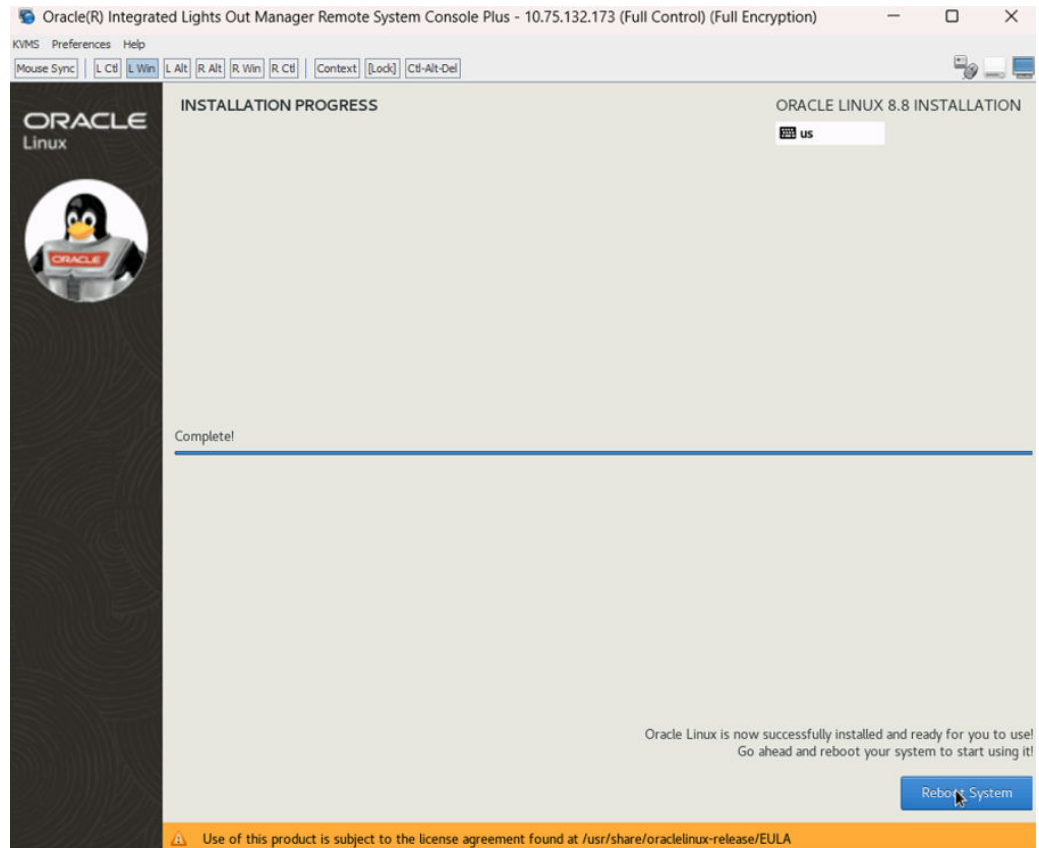 Oracle(R) Integrated Lights Out Manager Remote System Console Plus - 10.75.132.173 (Full Control) (Full Encryption)
KVMS Preferences Help
Mouse Sync L Ctl L Win L Alt R Alt R Win R Ctl Context [Lock] Ctl-Alt-Del
INSTALLATION PROGRESS
ORACLE LINUX 8.8 INSTALLATION
us
ORACLE
Linux
ORACLE
Complete!
Oracle Linux is now successfully installed and ready for you to use!
Go ahead and reboot your system to start using it!
Reboot System
Use of this product is subject to the license agreement found at /usr/share/oraclelinux-release/EULA